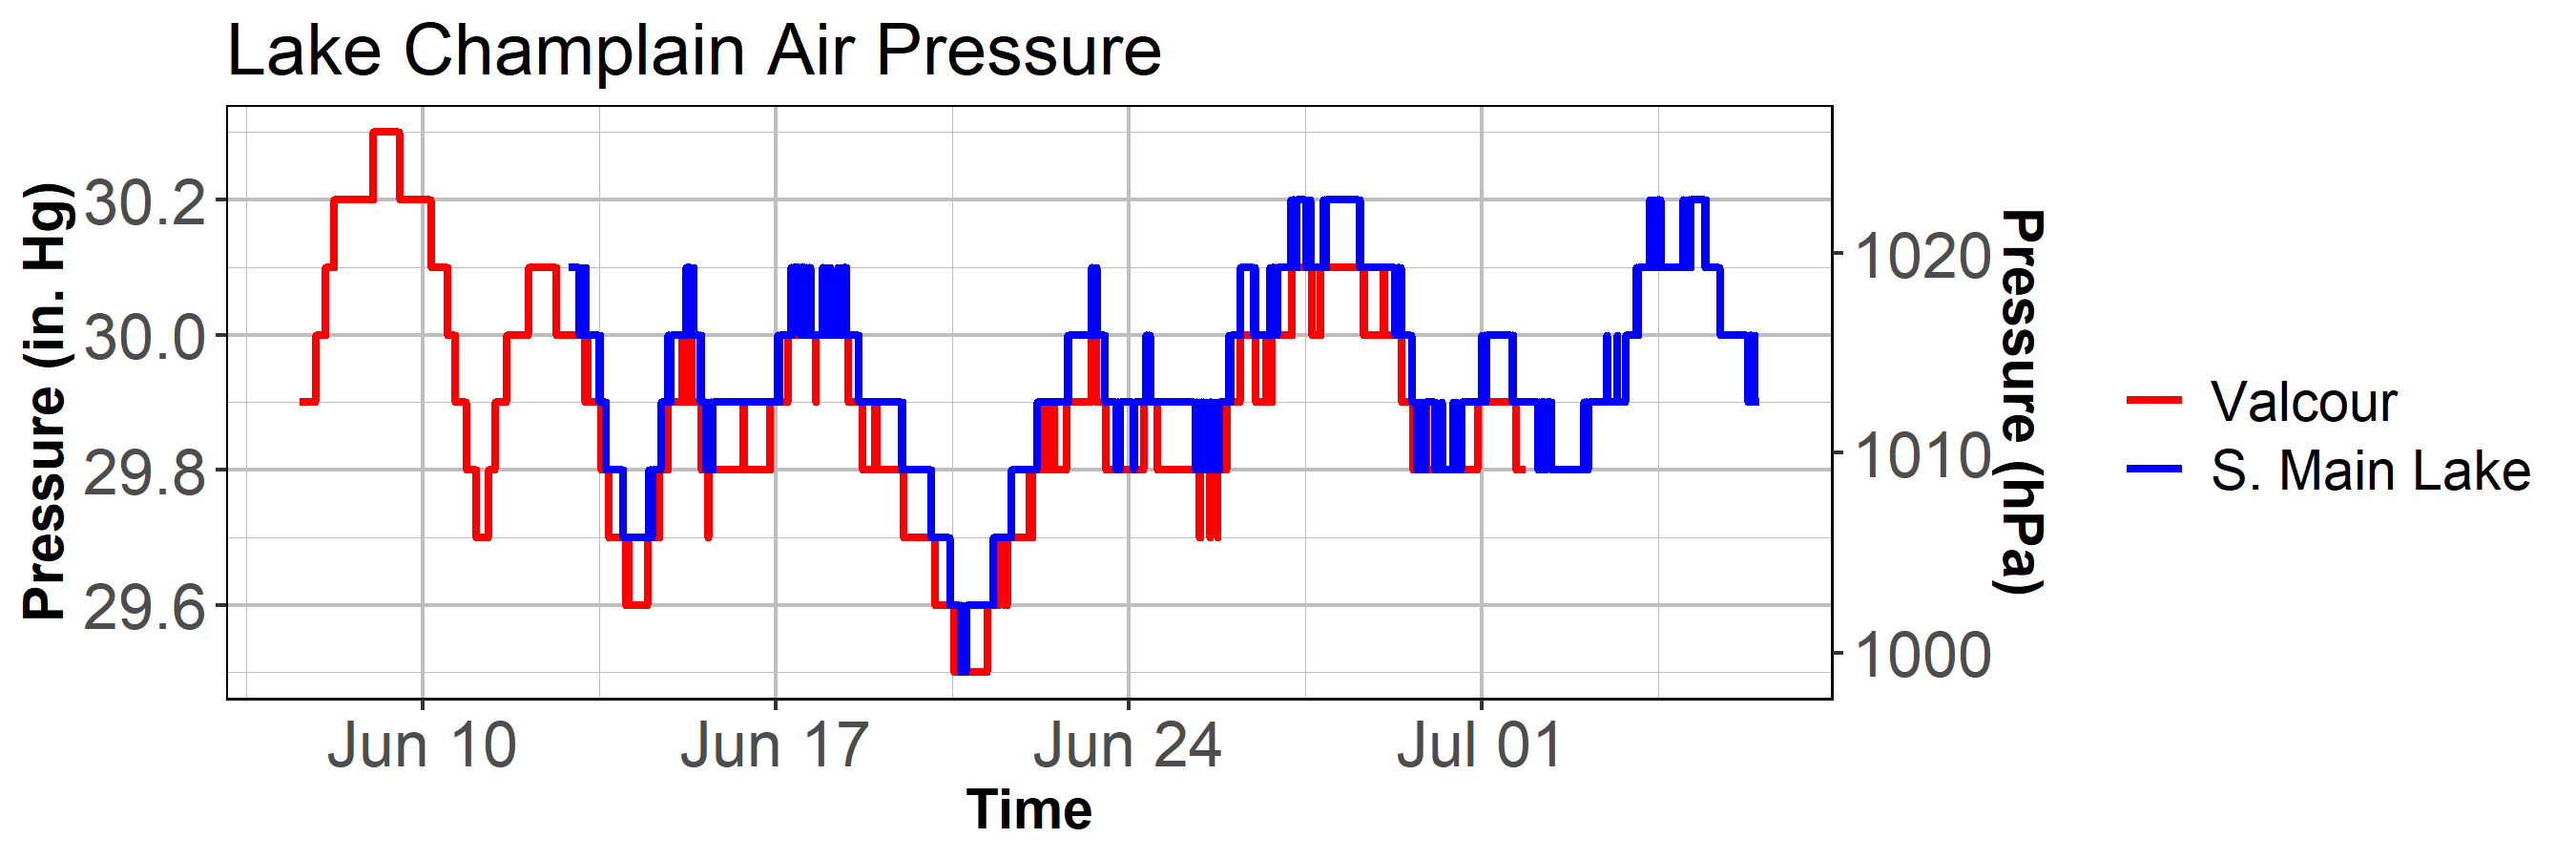 Lake Champlain Air Pressure
Pressure (in. Hg)
30.2
30.0
29.8
29.6
1020
1010
1000
Pressure (hPa)
Jun 10
Jun 17
Jun 24
Jul 01
Time
Valcour
S. Main Lake